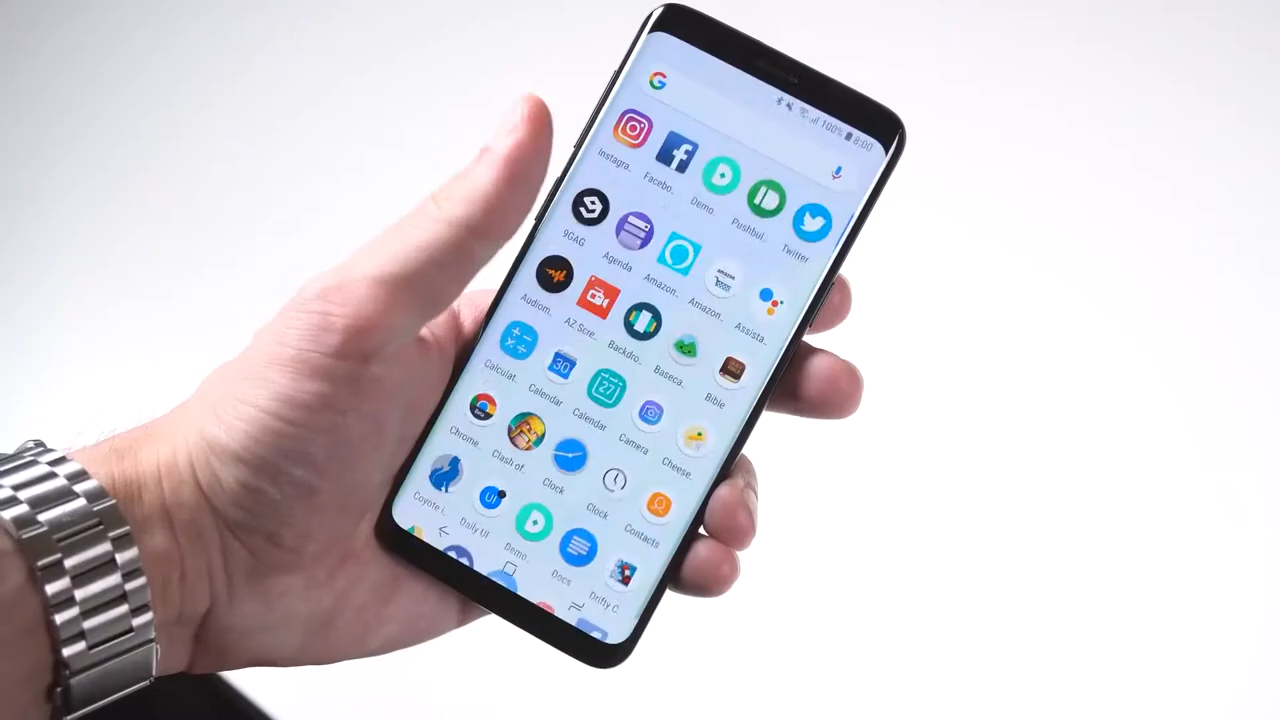 100% 8:00
Instagra..
Facebo..
Demo..
Pushbui..
Twitter
9GAG
Agenda
Amazon..
amazon
Amazon..
Assista..
Audiom..
AZ Scre..
Backdro..
Baseca..
Bible
30
27
Calculat..
Calendar
Calendar
Camera
Cheese..
Beta
Chrome..
Clash of..
Clock
Clock
Contacts
UI
Coyote i..
Daily UI
Demo..
Docs
Drifty C..